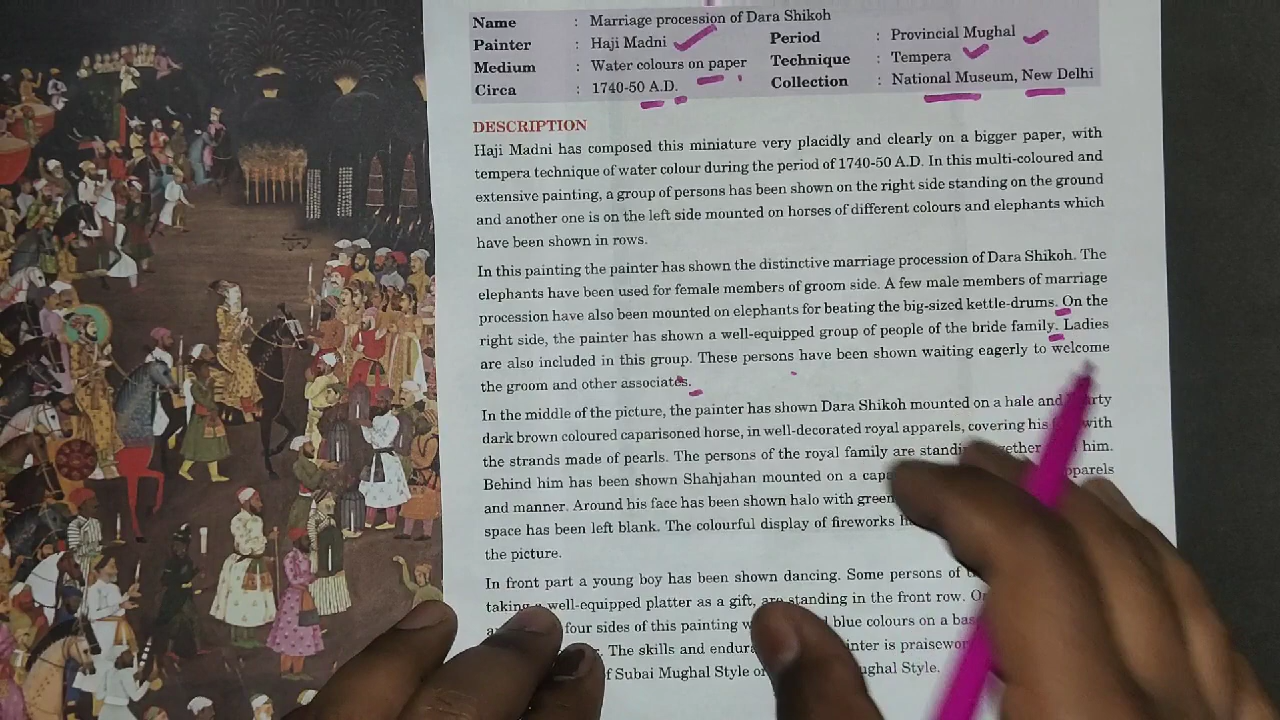 Name : Marriage procession of Dara Shikoh
Painter : Haji Madni Period : Provincial Mughal
Medium : Water colours on paper Technique : Tempera
Circa : 1740-50 A.D. Collection : National Museum, New Delhi
DESCRIPTION
Haji Madni has composed this miniature very placidly and clearly on a bigger paper, with
tempera technique of water colour during the period of 1740-50 A.D. In this multi-coloured and
extensive painting, a group of persons has been shown on the right side standing on the ground
and another one is on the left side mounted on horses of different colours and elephants which
have been shown in rows.
In this painting the painter has shown the distinctive marriage procession of Dara Shikoh. The
elephants have been used for female members of groom side. A few male members of marriage
procession have also been mounted on elephants for beating the big-sized kettle-drums. On the
right side, the painter has shown a well-equipped group of people of the bride family. Ladies
are also included in this group. These persons have been shown waiting eagerly to welcome
the groom and other associates.
In the middle of the picture, the painter has shown Dara Shikoh mounted on a hale and
dark brown coloured caparisoned horse, in well-decorated royal apparels, covering his with
the strands made of pearls. The persons of the royal family are him.
Behind him has been shown Shahjahan mounted on a apparels
and manner. Around his face has been shown halo with
space has been left blank. The colourful display of fireworks
the picture.
In front part a young boy has been shown dancing. Some persons of
taking a well-equipped platter as a gift, are standing in the front row.
four sides of this painting blue colours on a
The skills and is
of Subai Mughal Style or Style.